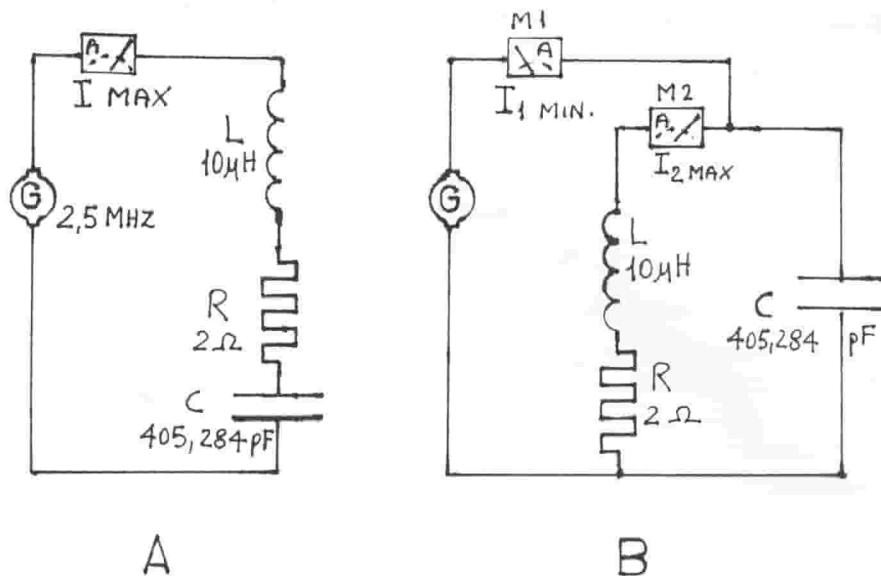 A
I MAX
L
10µH
G
2,5 MHZ
R
2Ω
C
405,284pF
A
M1
A
I1 MIN.
M2
A
I2 MAX
G
L
10µH
C
405,284 pF
R
2Ω
B